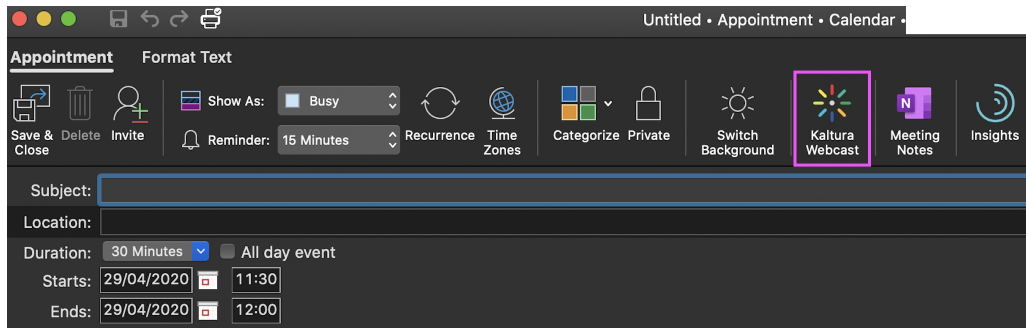 Untitled • Appointment • Calendar •
Appointment Format Text
Show As: Busy
Reminder: 15 Minutes
Save & Close
Delete
Invite
Recurrence
Time Zones
Categorize
Private
Switch Background
Kaltura Webcast
N
Meeting Notes
Insights
Subject:
Location:
Duration: 30 Minutes All day event
Starts: 29/04/2020 11:30
Ends: 29/04/2020 12:00